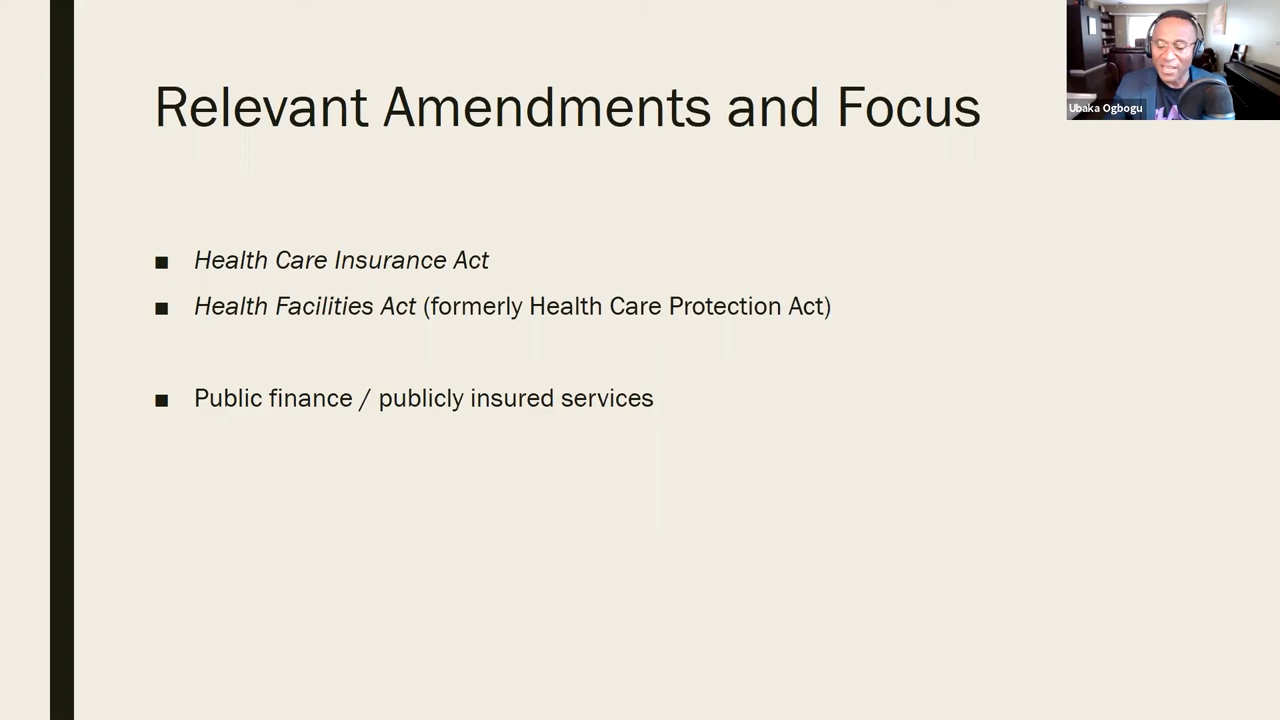 Relevant Amendments and Focus
Ubaka Ogbogu
■ Health Care Insurance Act
■ Health Facilities Act (formerly Health Care Protection Act)
■ Public finance / publicly insured services